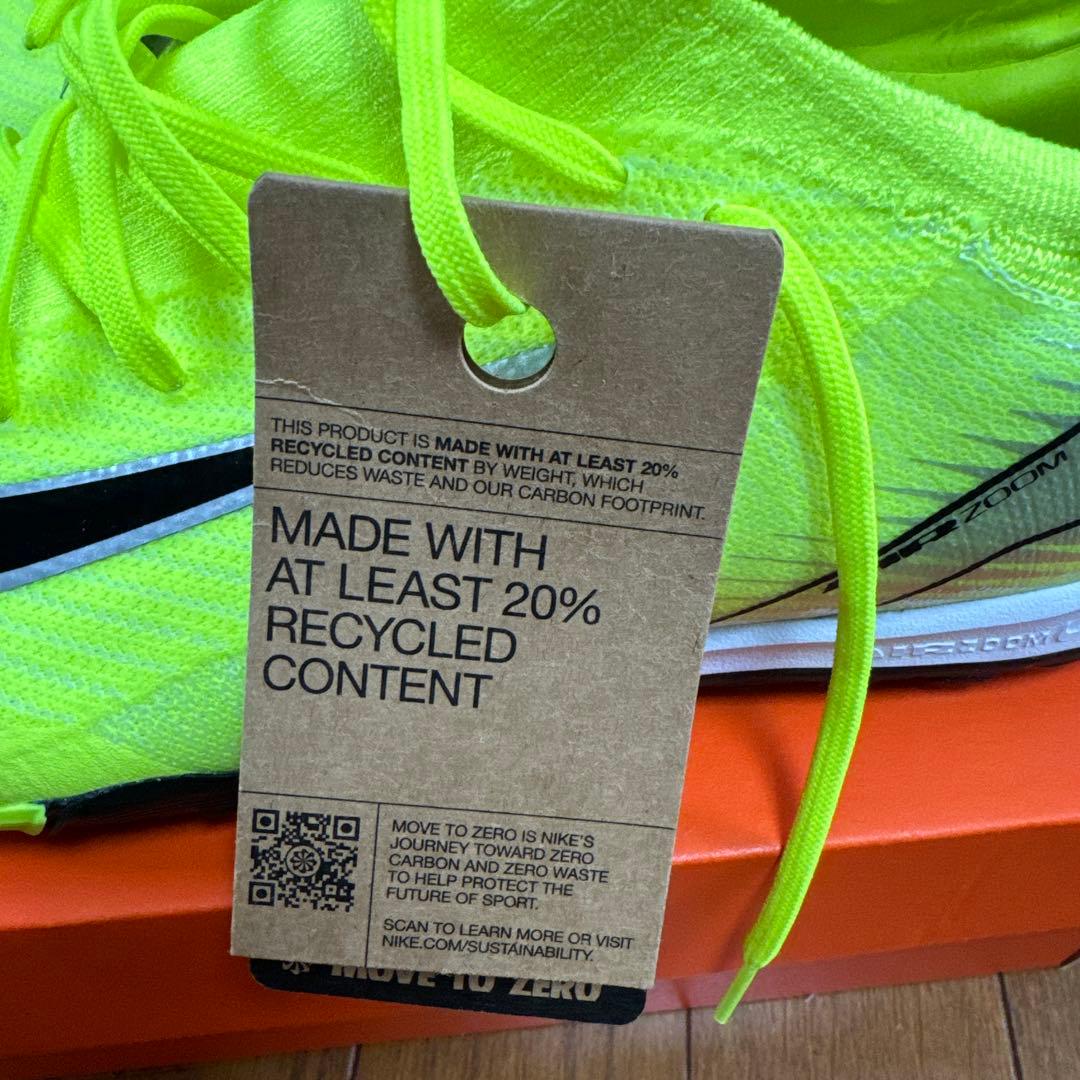 THIS PRODUCT IS MADE WITH AT LEAST 20%
RECYCLED CONTENT BY WEIGHT, WHICH
REDUCES WASTE AND OUR CARBON FOOTPRINT.
MADE WITH
AT LEAST 20%
RECYCLED
CONTENT
MOVE TO ZERO IS NIKE'S
JOURNEY TOWARD ZERO
CARBON AND ZERO WASTE
TO HELP PROTECT THE
FUTURE OF SPORT.
SCAN TO LEARN MORE OR VISIT
NIKE.COM/SUSTAINABILITY.
MOVE TO ZERO
AIR ZOOM
AIR ZOOM